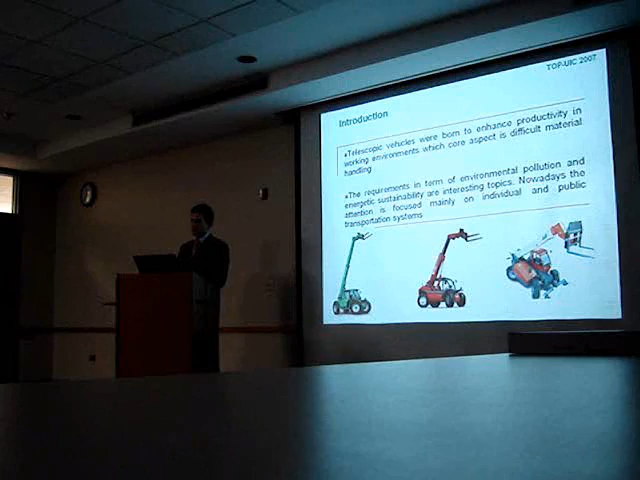 TOP-UIC 2007
Introduction
Telescopic vehicles were born to enhance productivity in
working environments which core aspect is difficult material
handling
The requirements in term of environmental pollution and
energetic sustainability are interesting topics. Nowadays the
attention is focused mainly on individual and public
transportation systems